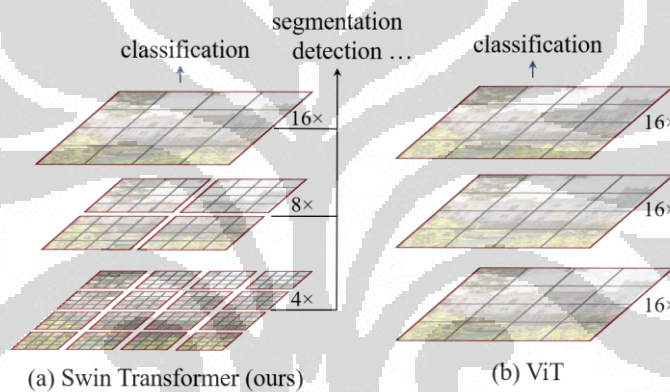 segmentation
classification
detection ...
classification
16×
8×
4×
16×
16×
16×
(a) Swin Transformer (ours)
(b) ViT